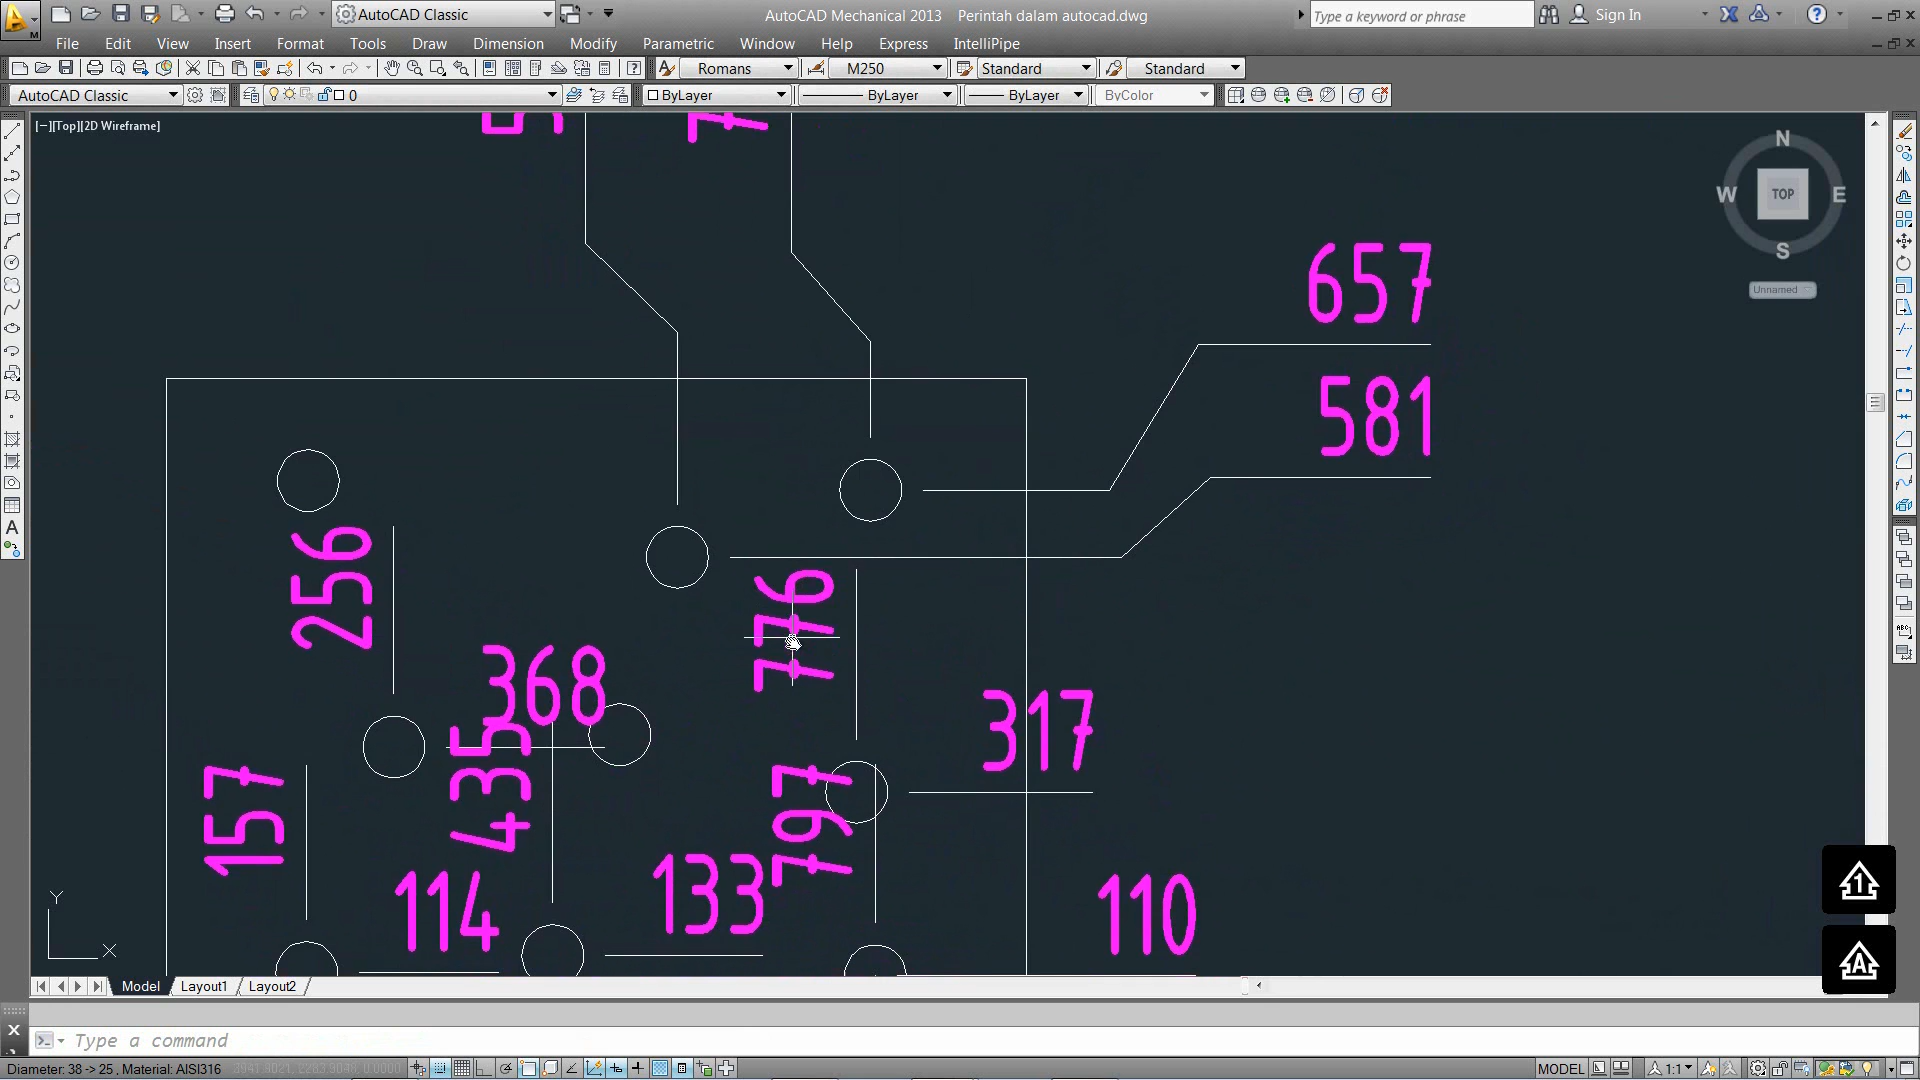 AutoCAD Classic
AutoCAD Mechanical 2013 Perintah dalam autocad.dwg
Type a keyword or phrase
Sign In
M
File Edit View Insert Format Tools Draw Dimension Modify Parametric Window Help Express IntelliPipe
Romans M250 Standard Standard
AutoCAD Classic 0 ByLayer ByLayer ByLayer ByColor
[−][Top][2D Wireframe]
N
W TOP E
S
Unnamed
657
581
256
776
368
317
435
157
797
114
133
110
Y
X
1
A
Model Layout1 Layout2
Type a command
Diameter: 38 -> 25 , Material: AISI316
MODEL 1:1